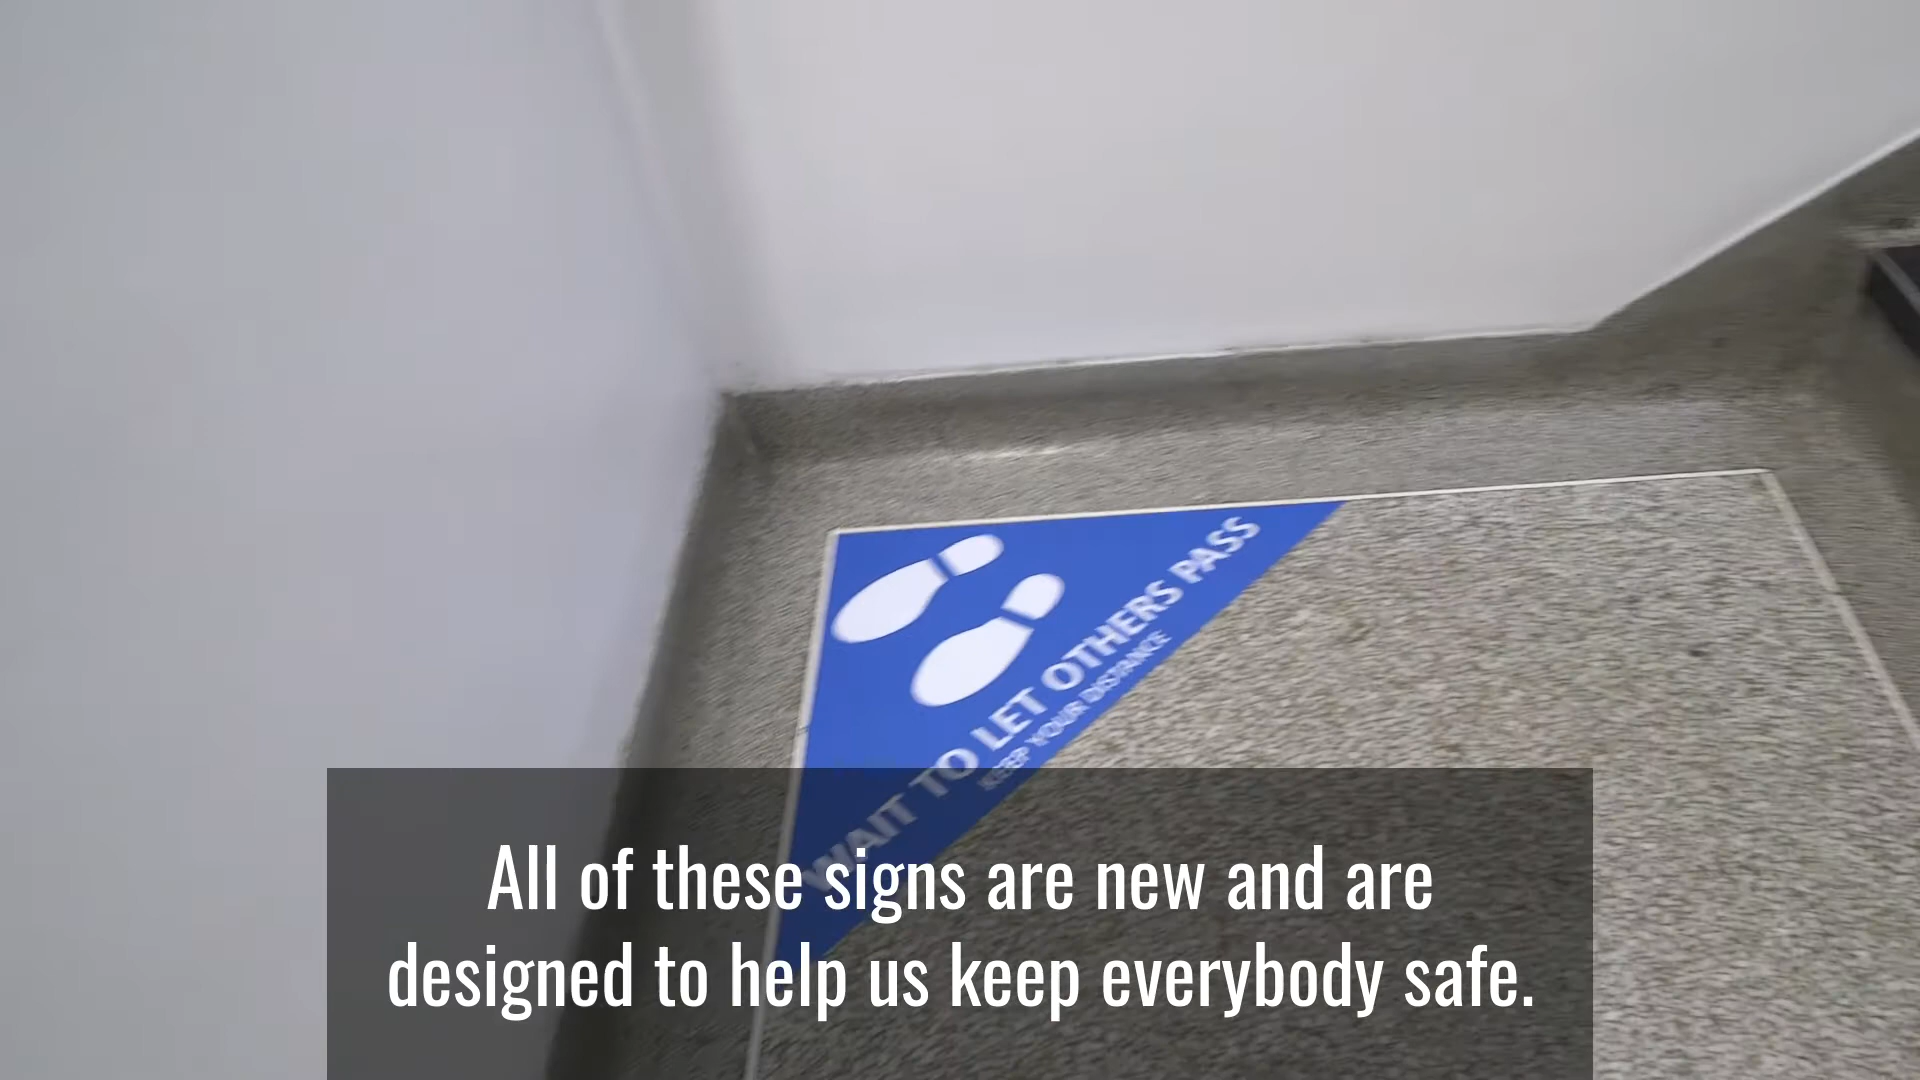 WAIT TO LET OTHERS PASS
KEEP YOUR DISTANCE
All of these signs are new and are
designed to help us keep everybody safe.